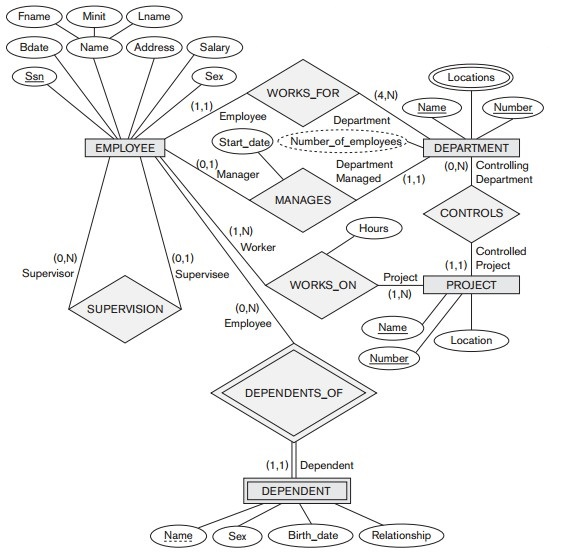 Fname
Minit
Lname
Bdate
Name
Address
Salary
Ssn
Sex
WORKS_FOR
(1,1)
Employee
(4,N)
Department
Locations
Name
Number
EMPLOYEE
DEPARTMENT
Start_date
Number_of_employees
(0,1)
Manager
MANAGES
Department
Managed
(1,1)
(0,N)
Controlling
Department
CONTROLS
(1,N)
Worker
Hours
Controlled
Project
(1,1)
(0,N)
Supervisor
(0,1)
Supervisee
SUPERVISION
WORKS_ON
Project
(1,N)
PROJECT
(0,N)
Employee
Name
Number
Location
DEPENDENTS_OF
(1,1)
Dependent
DEPENDENT
Name
Sex
Birth_date
Relationship